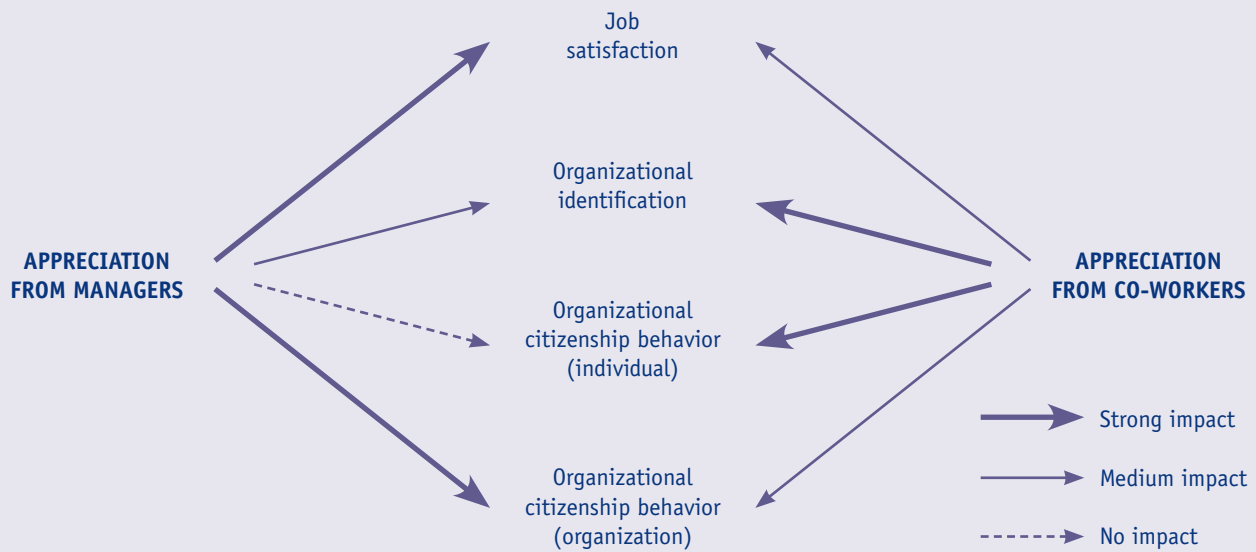 Job
satisfaction
Organizational
identification
APPRECIATION
FROM MANAGERS
APPRECIATION
FROM CO-WORKERS
Organizational
citizenship behavior
(individual)
Organizational
citizenship behavior
(organization)
Strong impact
Medium impact
No impact